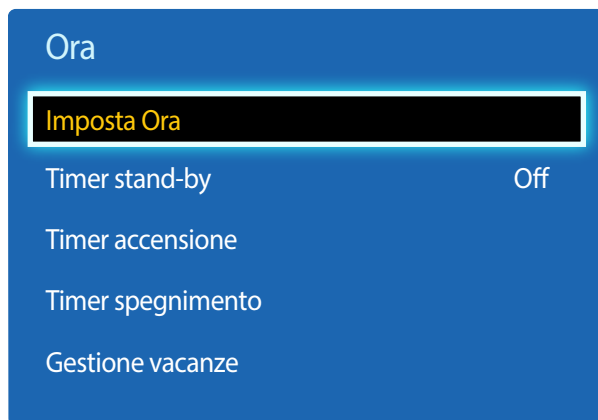 Ora
Imposta Ora
Timer stand-by Off
Timer accensione
Timer spegnimento
Gestione vacanze